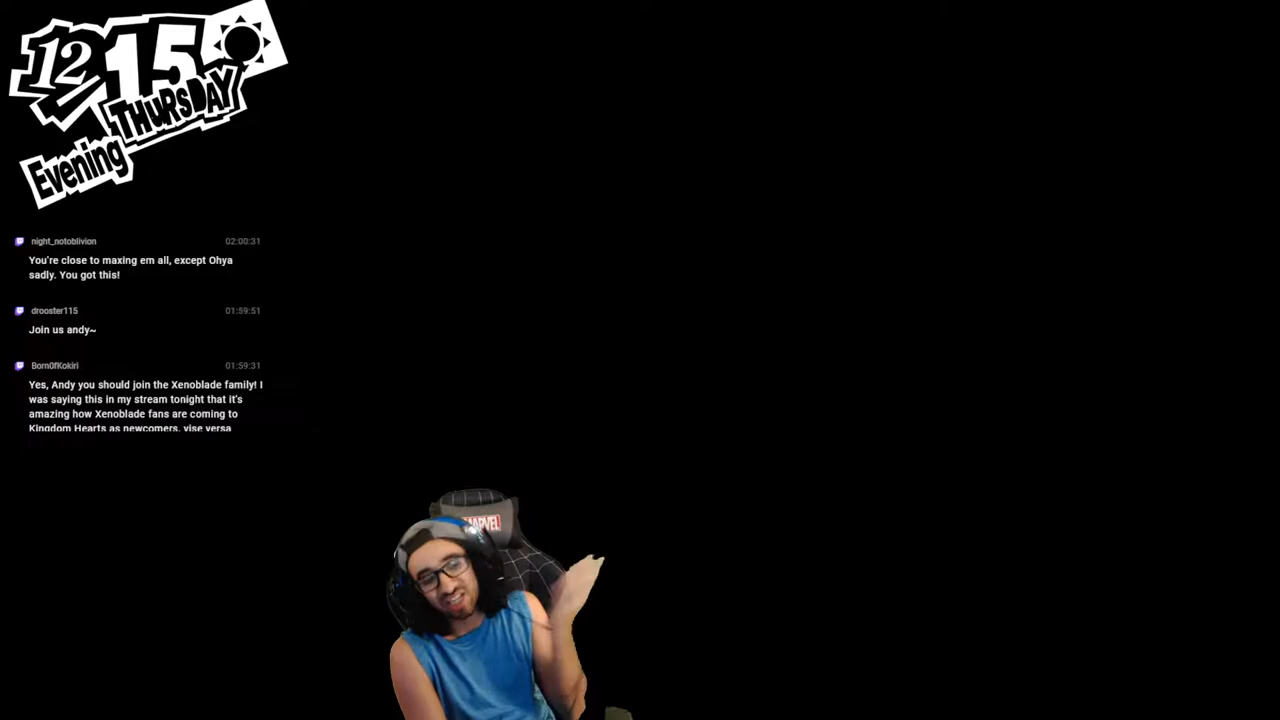 12 15
THURSDAY
Evening
night_notoblivion 02:00:31
You're close to maxing em all, except Ohya
sadly. You got this!
drooster115 01:59:51
Join us andy~
Born0fKokiri 01:59:31
Yes, Andy you should join the Xenoblade family! I
was saying this in my stream tonight that it's
amazing how Xenoblade fans are coming to
Kingdom Hearts as newcomers, vise versa
MARVEL